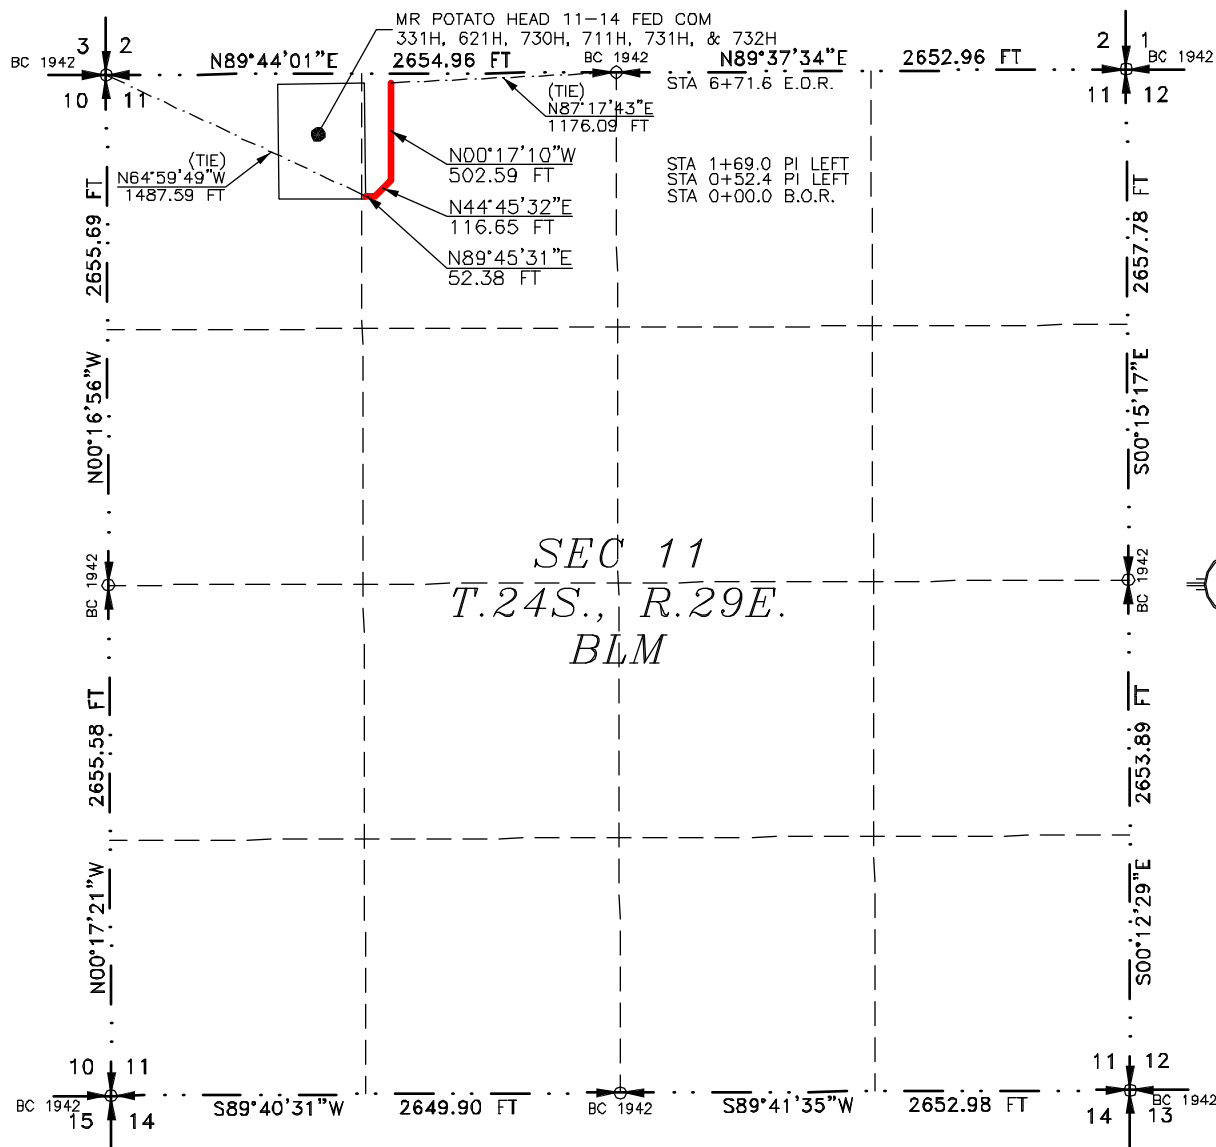 MR POTATO HEAD 11-14 FED COM
331H, 621H, 730H, 711H, 731H, & 732H
3 2
BC 1942
10 11
N89°44'01"E 2654.96 FT
BC 1942
N89°37'34"E 2652.96 FT
2 1
BC 1942
11 12
STA 6+71.6 E.O.R.
(TIE)
N87°17'43"E
1176.09 FT
(TIE)
N64°59'49"W
1487.59 FT
N00°17'10"W
502.59 FT
STA 1+69.0 PI LEFT
STA 0+52.4 PI LEFT
STA 0+00.0 B.O.R.
N44°45'32"E
116.65 FT
N89°45'31"E
52.38 FT
2655.69 FT
N00°16'56"W
2657.78 FT
S00°15'17"E
BC 1942
SEC 11
T.24S., R.29E.
BLM
BC 1942
2655.58 FT
N00°17'21"W
2653.89 FT
S00°12'29"E
10 11
BC 1942
15 14
S89°40'31"W 2649.90 FT
BC 1942
S89°41'35"W 2652.98 FT
11 12
BC 1942
14 13